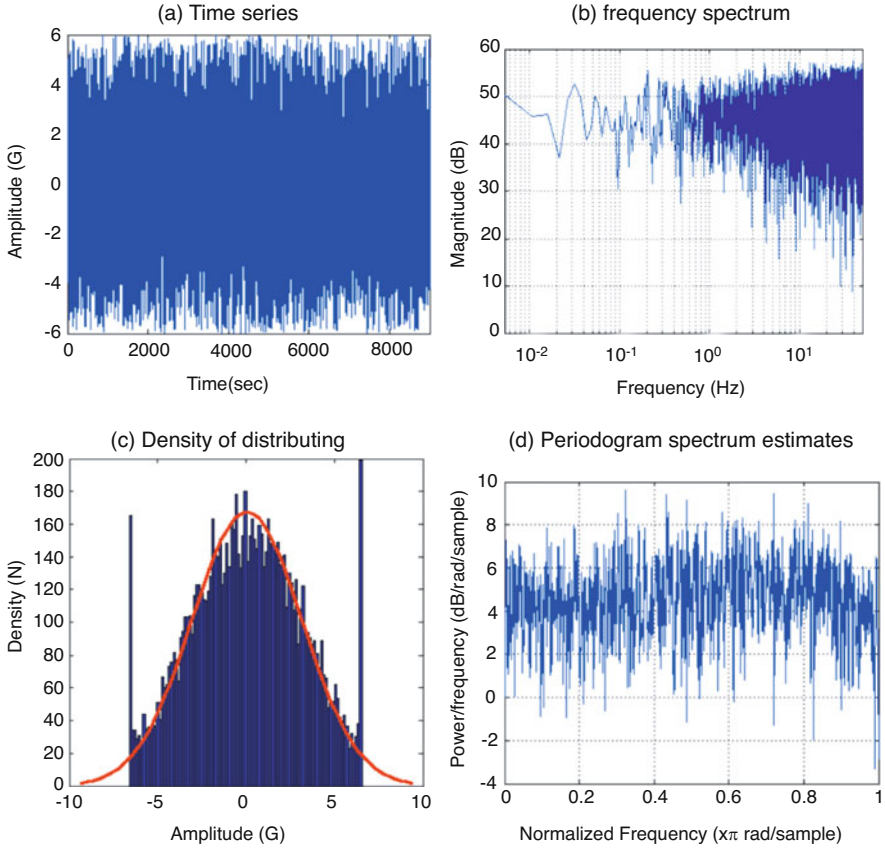 (a) Time series
6
4
2
0
-2
-4
-6
0 2000 4000 6000 8000
Amplitude (G)
Time(sec)
(b) frequency spectrum
60
50
40
30
20
10
0
10-2 10-1 100 101
Magnitude (dB)
Frequency (Hz)
(c) Density of distributing
200
180
160
140
120
100
80
60
40
20
0
-10 -5 0 5 10
Density (N)
Amplitude (G)
(d) Periodogram spectrum estimates
10
8
6
4
2
0
-2
-4
0 0.2 0.4 0.6 0.8 1
Power/frequency (dB/rad/sample)
Normalized Frequency (xπ rad/sample)